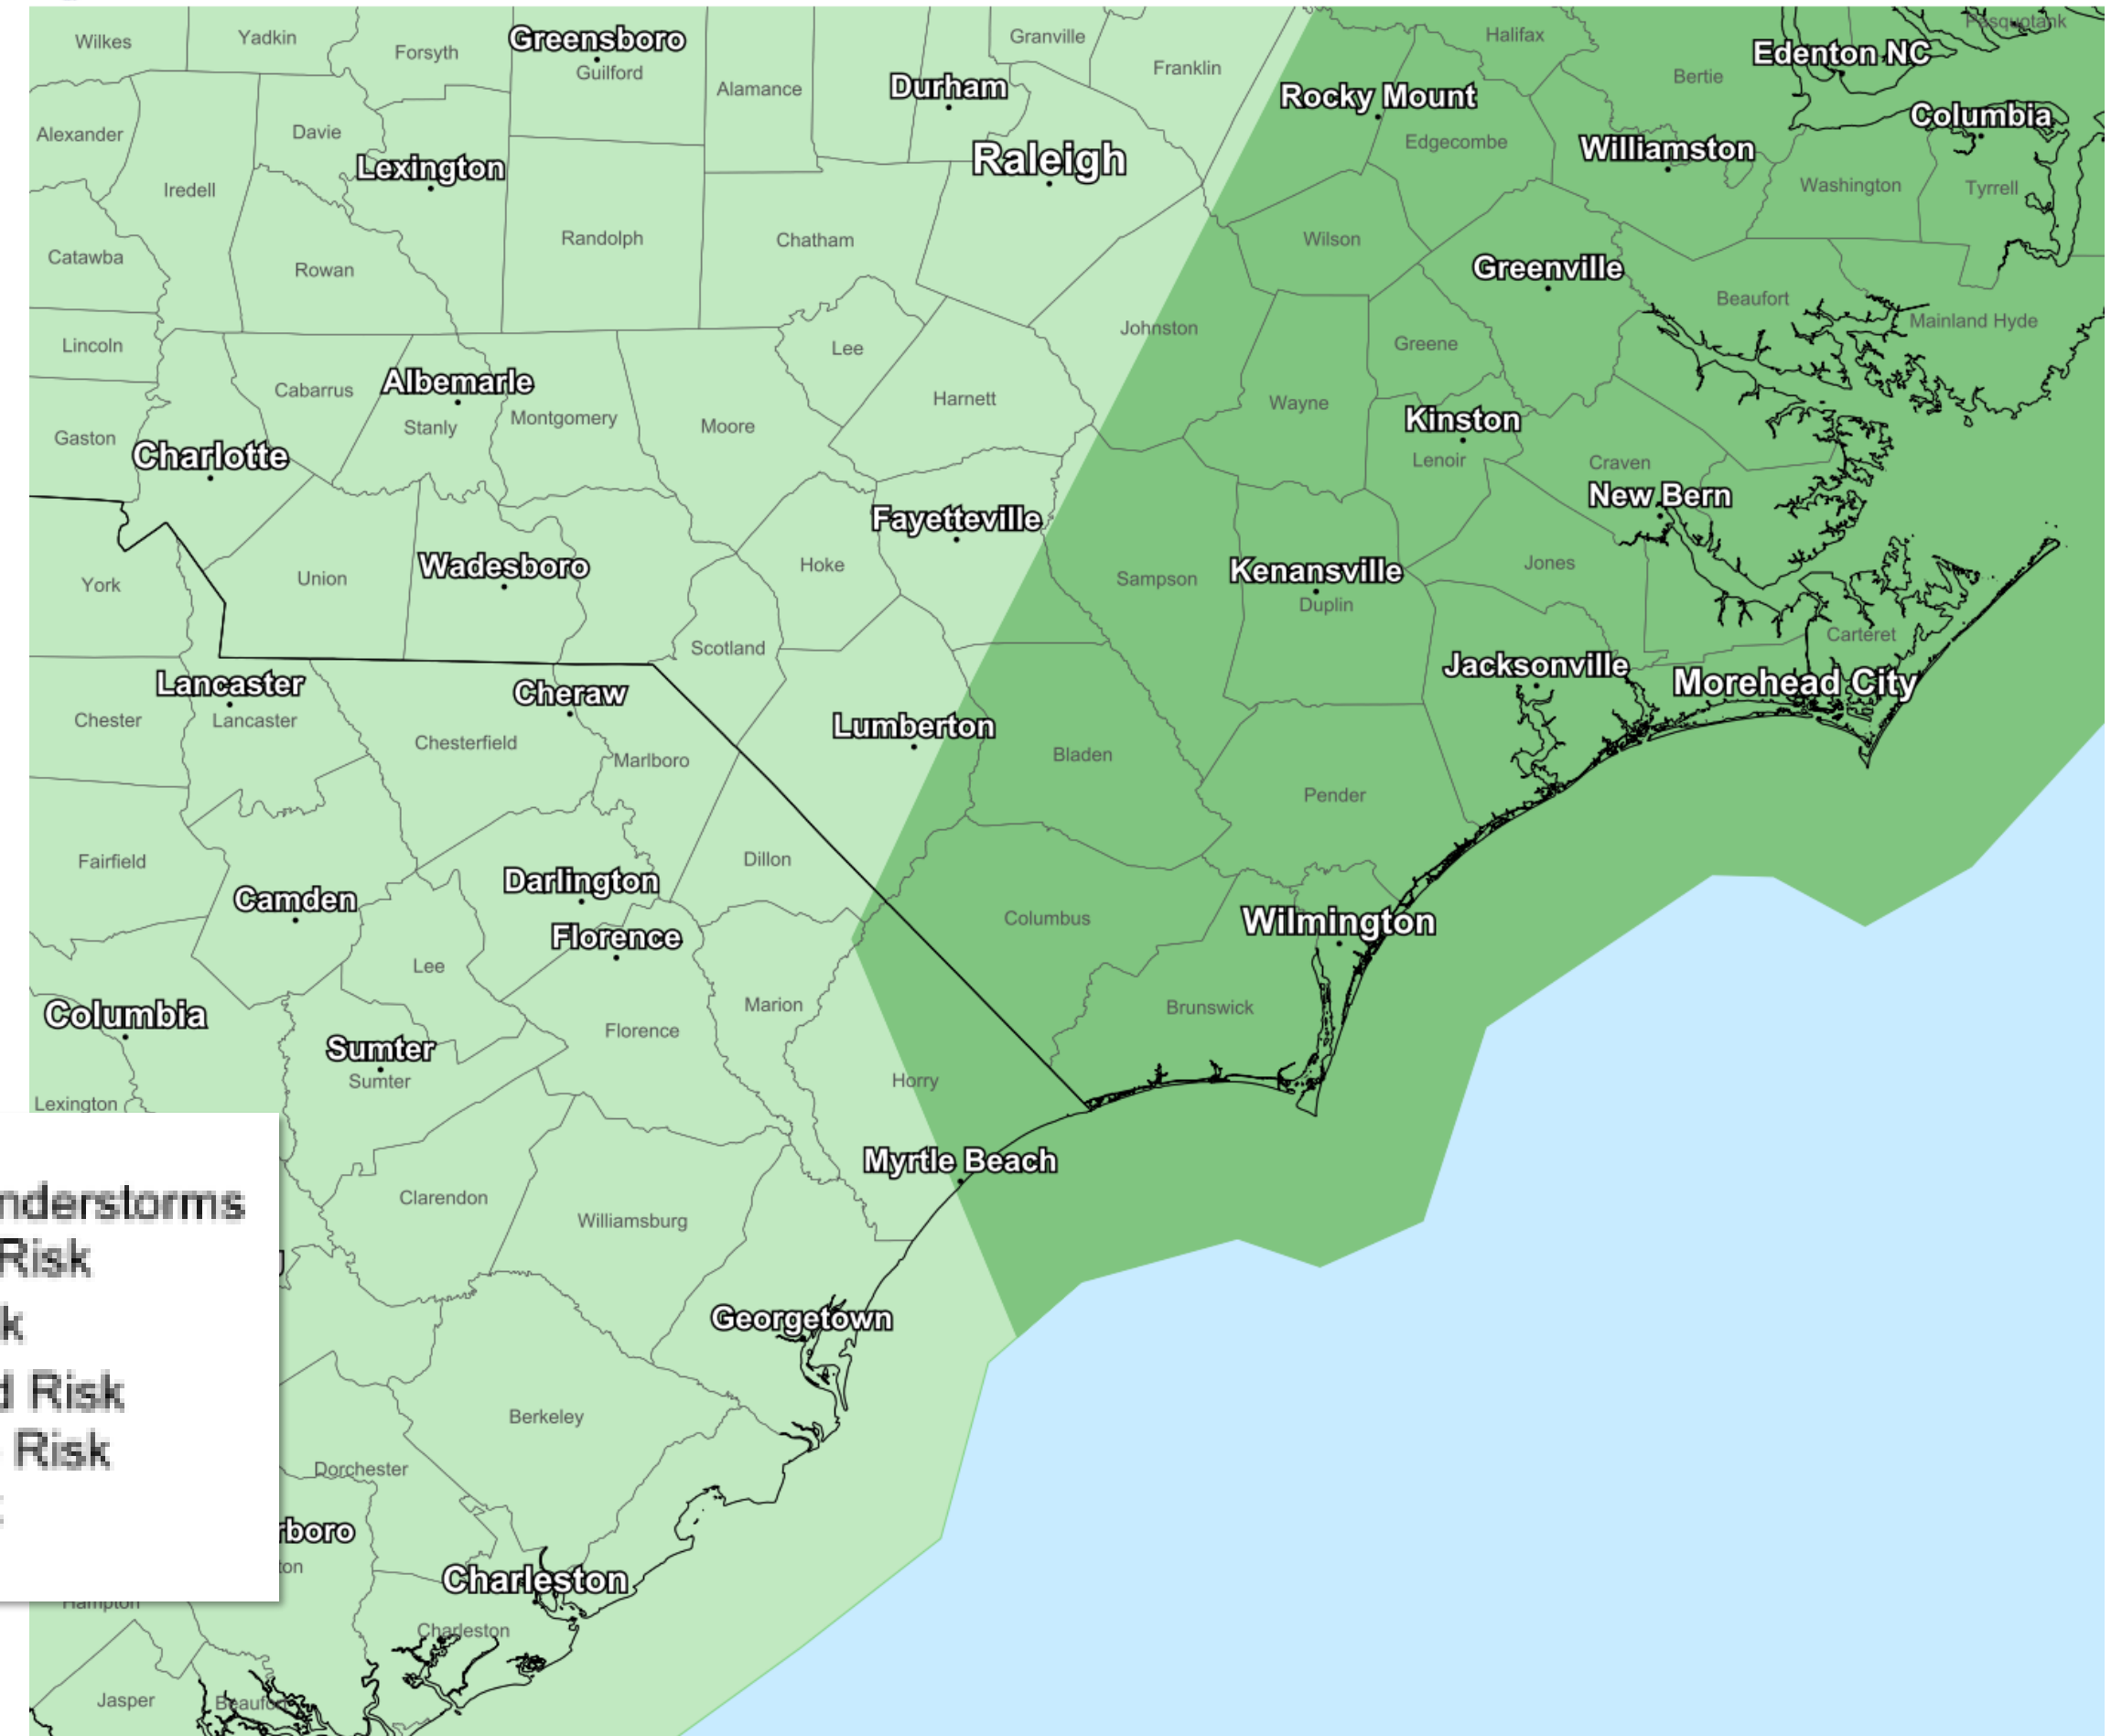 Pasquotank
Wilkes
Yadkin
Forsyth
Greensboro
Guilford
Granville
Halifax
Edenton NC
Bertie
Alamance
Durham
Franklin
Rocky Mount
Columbia
Alexander
Davie
Edgecombe
Williamston
Lexington
Raleigh
Iredell
Washington
Tyrrell
Catawba
Rowan
Randolph
Chatham
Wilson
Greenville
Beaufort
Mainland Hyde
Lincoln
Lee
Johnston
Greene
Cabarrus
Albemarle
Stanly
Montgomery
Moore
Harnett
Wayne
Kinston
Lenoir
Gaston
Charlotte
Craven
New Bern
Fayetteville
York
Union
Wadesboro
Hoke
Sampson
Kenansville
Duplin
Jones
Scotland
Carteret
Jacksonville
Morehead City
Lancaster
Lancaster
Chester
Cheraw
Chesterfield
Marlboro
Lumberton
Bladen
Pender
Fairfield
Camden
Darlington
Dillon
Florence
Columbus
Wilmington
Lee
Columbia
Marion
Brunswick
Florence
Sumter
Sumter
Horry
Lexington
Myrtle Beach
Clarendon
Williamsburg
nderstorms
Risk
k
d Risk
Risk
Georgetown
Berkeley
Dorchester
rboro
ton
Charleston
Charleston
Hampton
Jasper
Beaufort